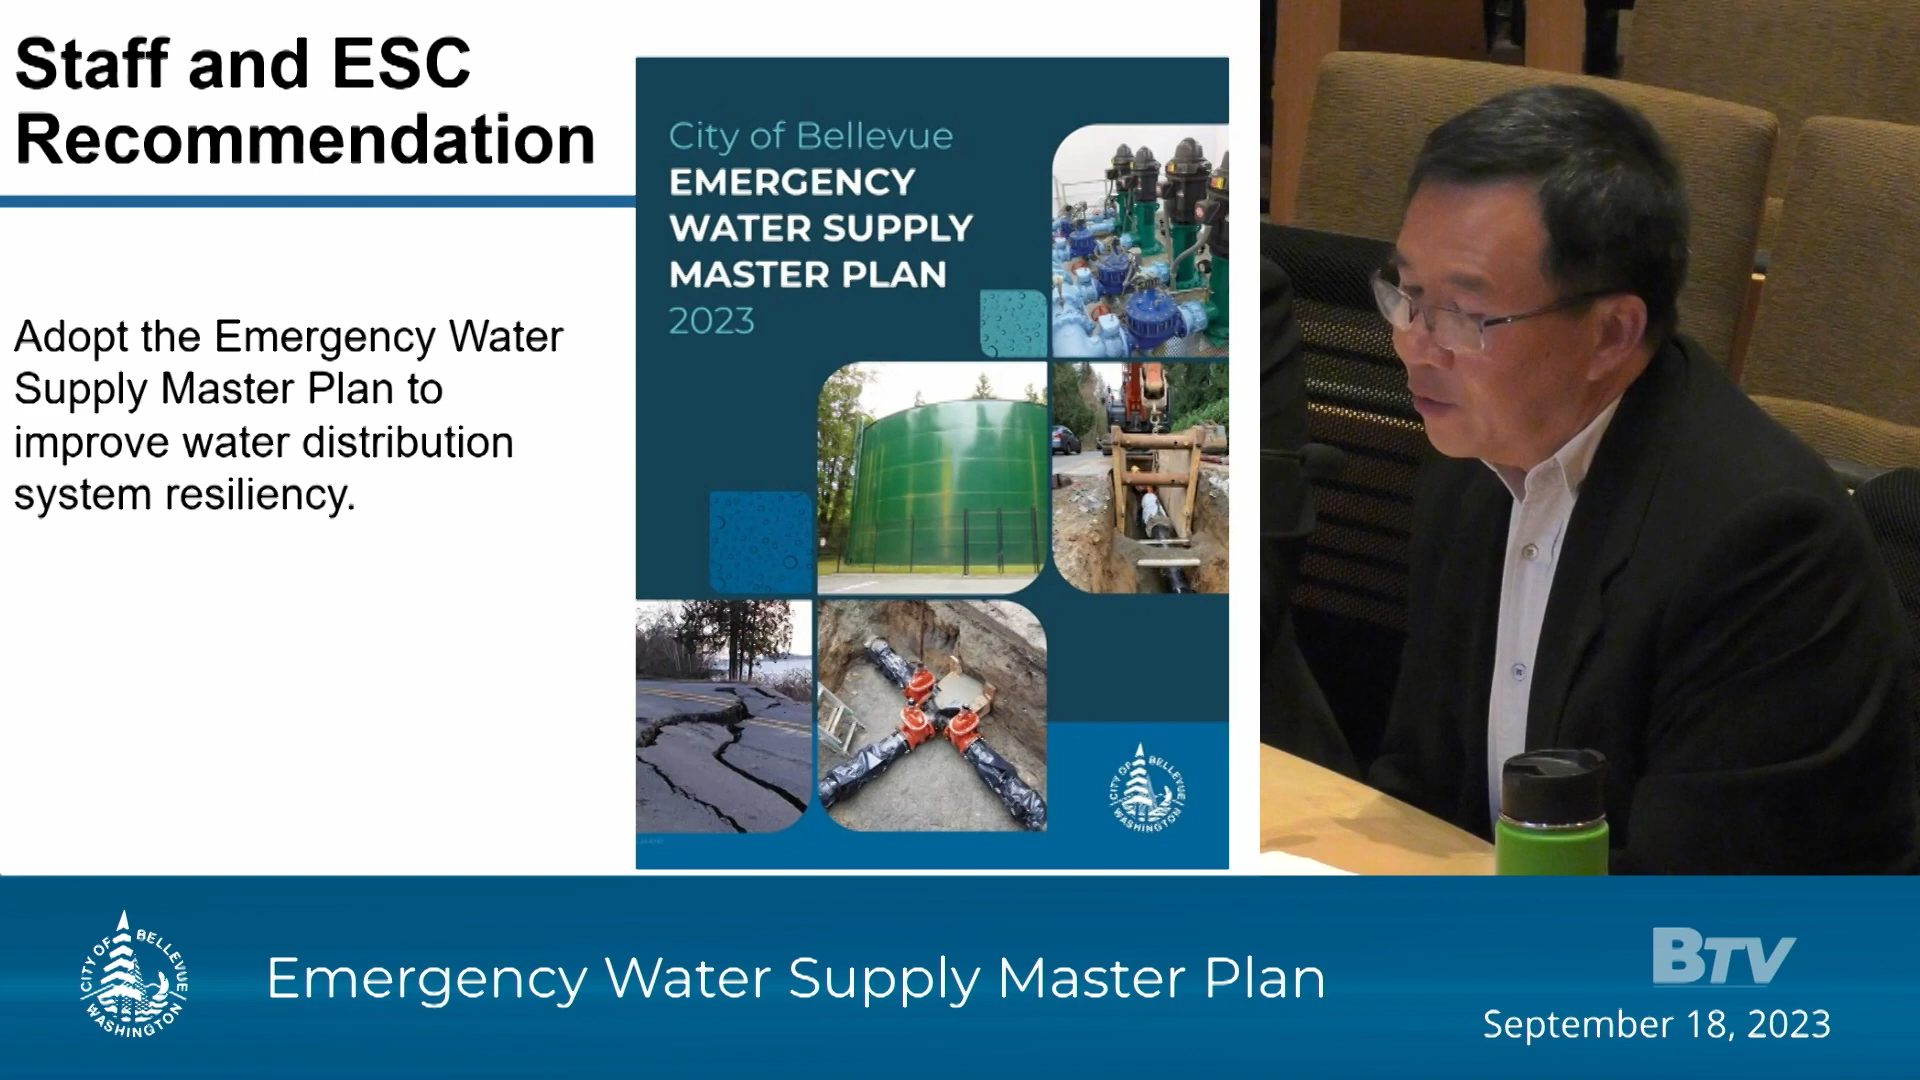 Staff and ESC
Recommendation
Adopt the Emergency Water
Supply Master Plan to
improve water distribution
system resiliency.
City of Bellevue
EMERGENCY
WATER SUPPLY
MASTER PLAN
2023
CITY OF BELLEVUE
WASHINGTON
CITY OF BELLEVUE
WASHINGTON
Emergency Water Supply Master Plan
BTV
September 18, 2023